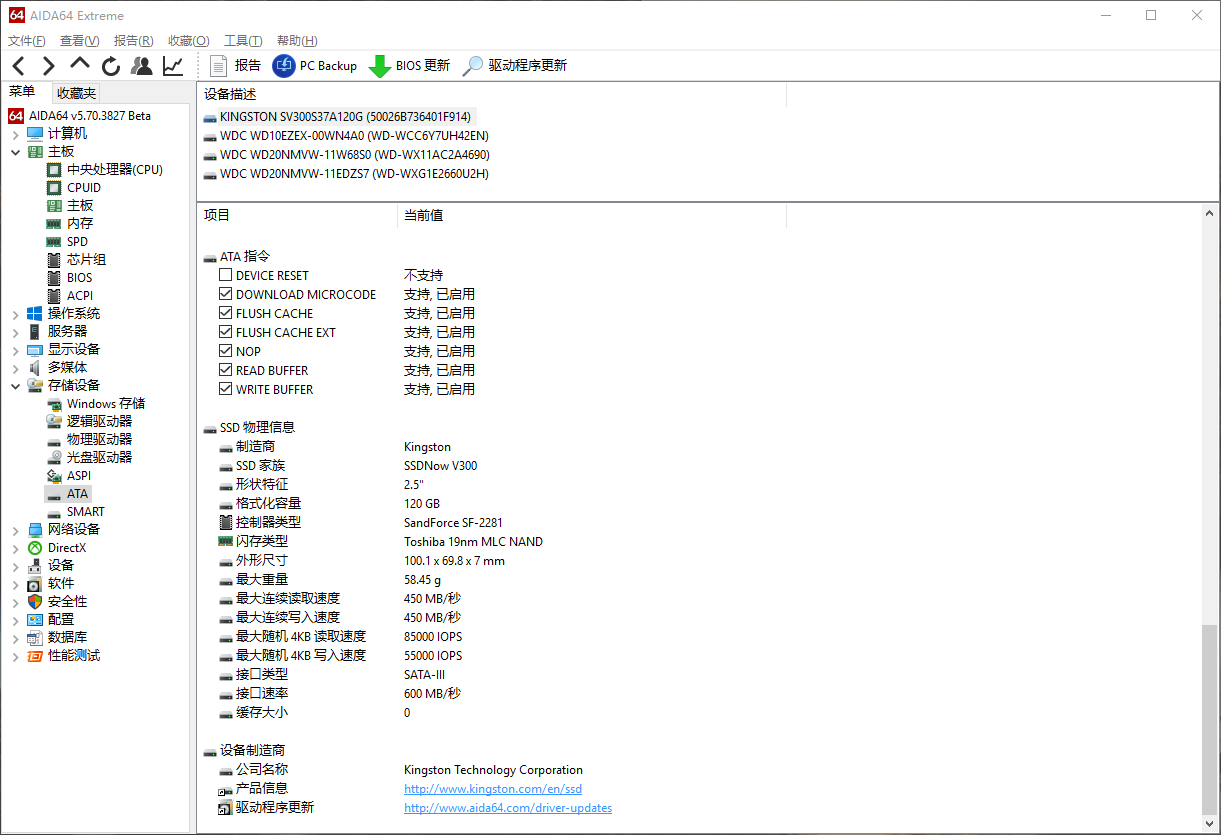 64 AIDA64 Extreme
文件(F) 查看(V) 报告(R) 收藏(O) 工具(T) 帮助(H)
报告 PC Backup BIOS 更新 驱动程序更新
菜单 收藏夹
64 AIDA64 v5.70.3827 Beta
计算机
主板
中央处理器(CPU)
CPUID
主板
内存
SPD
芯片组
BIOS
ACPI
操作系统
服务器
显示设备
多媒体
存储设备
Windows 存储
逻辑驱动器
物理驱动器
光盘驱动器
ASPI
ATA
SMART
网络设备
DirectX
设备
软件
安全性
配置
数据库
性能测试
设备描述
KINGSTON SV300S37A120G (50026B736401F914)
WDC WD10EZEX-00WN4A0 (WD-WCC6Y7UH42EN)
WDC WD20NMVW-11W68S0 (WD-WX11AC2A4690)
WDC WD20NMVW-11EDZS7 (WD-WXG1E2660U2H)
项目 当前值
ATA 指令
DEVICE RESET 不支持
DOWNLOAD MICROCODE 支持, 已启用
FLUSH CACHE 支持, 已启用
FLUSH CACHE EXT 支持, 已启用
NOP 支持, 已启用
READ BUFFER 支持, 已启用
WRITE BUFFER 支持, 已启用
SSD 物理信息
制造商 Kingston
SSD 家族 SSDNow V300
形状特征 2.5"
格式化容量 120 GB
控制器类型 SandForce SF-2281
闪存类型 Toshiba 19nm MLC NAND
外形尺寸 100.1 x 69.8 x 7 mm
最大重量 58.45 g
最大连续读取速度 450 MB/秒
最大连续写入速度 450 MB/秒
最大随机 4KB 读取速度 85000 IOPS
最大随机 4KB 写入速度 55000 IOPS
接口类型 SATA-III
接口速率 600 MB/秒
缓存大小 0
设备制造商
公司名称 Kingston Technology Corporation
产品信息 http://www.kingston.com/en/ssd
驱动程序更新 http://www.aida64.com/driver-updates